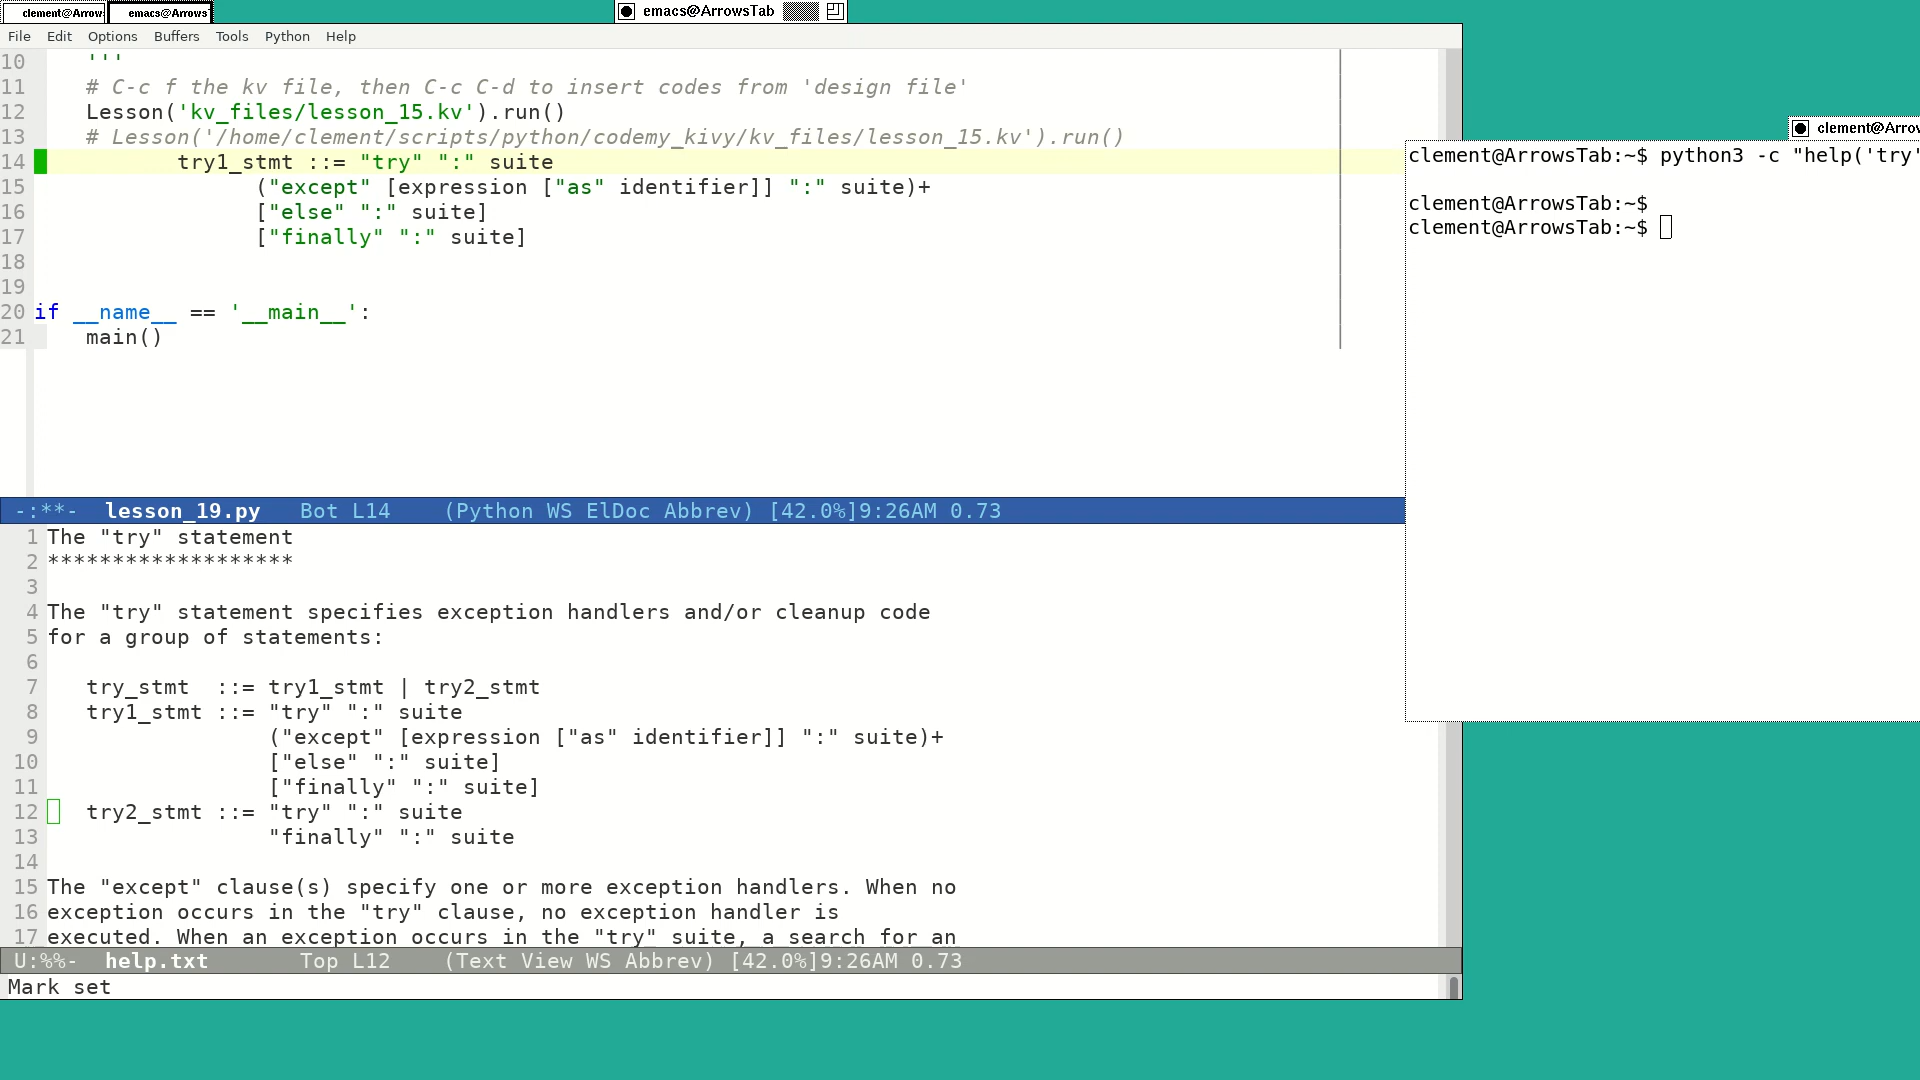 clement@Arrow
emacs@Arrows
emacs@ArrowsTab
File Edit Options Buffers Tools Python Help
10     '''
11     # C-c f the kv file, then C-c C-d to insert codes from 'design file'
12     Lesson('kv_files/lesson_15.kv').run()
13     # Lesson('/home/clement/scripts/python/codemy_kivy/kv_files/lesson_15.kv').run()
14            try1_stmt ::= "try" ":" suite
15                  ("except" [expression ["as" identifier]] ":" suite)+
16                  ["else" ":" suite]
17                  ["finally" ":" suite]
18
19
20 if __name__ == '__main__':
21     main()
-:**-  lesson_19.py   Bot L14    (Python WS ElDoc Abbrev) [42.0%]9:26AM 0.73
1 The "try" statement
2 *******************
3
4 The "try" statement specifies exception handlers and/or cleanup code
5 for a group of statements:
6
7    try_stmt  ::= try1_stmt | try2_stmt
8    try1_stmt ::= "try" ":" suite
9                  ("except" [expression ["as" identifier]] ":" suite)+
10                 ["else" ":" suite]
11                 ["finally" ":" suite]
12   try2_stmt ::= "try" ":" suite
13                 "finally" ":" suite
14
15 The "except" clause(s) specify one or more exception handlers. When no
16 exception occurs in the "try" clause, no exception handler is
17 executed. When an exception occurs in the "try" suite, a search for an
U:%%-  help.txt       Top L12    (Text View WS Abbrev) [42.0%]9:26AM 0.73
Mark set
clement@Arrow
clement@ArrowsTab:~$ python3 -c "help('try'
clement@ArrowsTab:~$
clement@ArrowsTab:~$